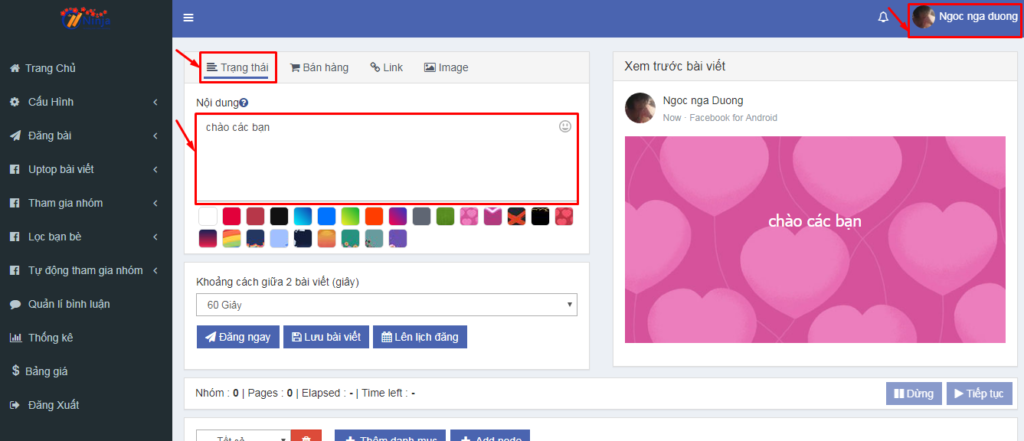 Ngoc nga duong
Trang Chủ
Cấu Hình
Đăng bài
Uptop bài viết
Tham gia nhóm
Lọc bạn bè
Tự động tham gia nhóm
Quản lí bình luận
Thống kê
Bảng giá
Đăng Xuất
Trạng thái
Bán hàng
Link
Image
Nội dung
chào các bạn
Khoảng cách giữa 2 bài viết (giây)
60 Giây
Đăng ngay
Lưu bài viết
Lên lịch đăng
Xem trước bài viết
Ngoc nga Duong
Now · Facebook for Android
chào các bạn
Nhóm : 0 | Pages : 0 | Elapsed : - | Time left : -
Dừng
Tiếp tục
Tất cả
Thêm danh mục
Add node